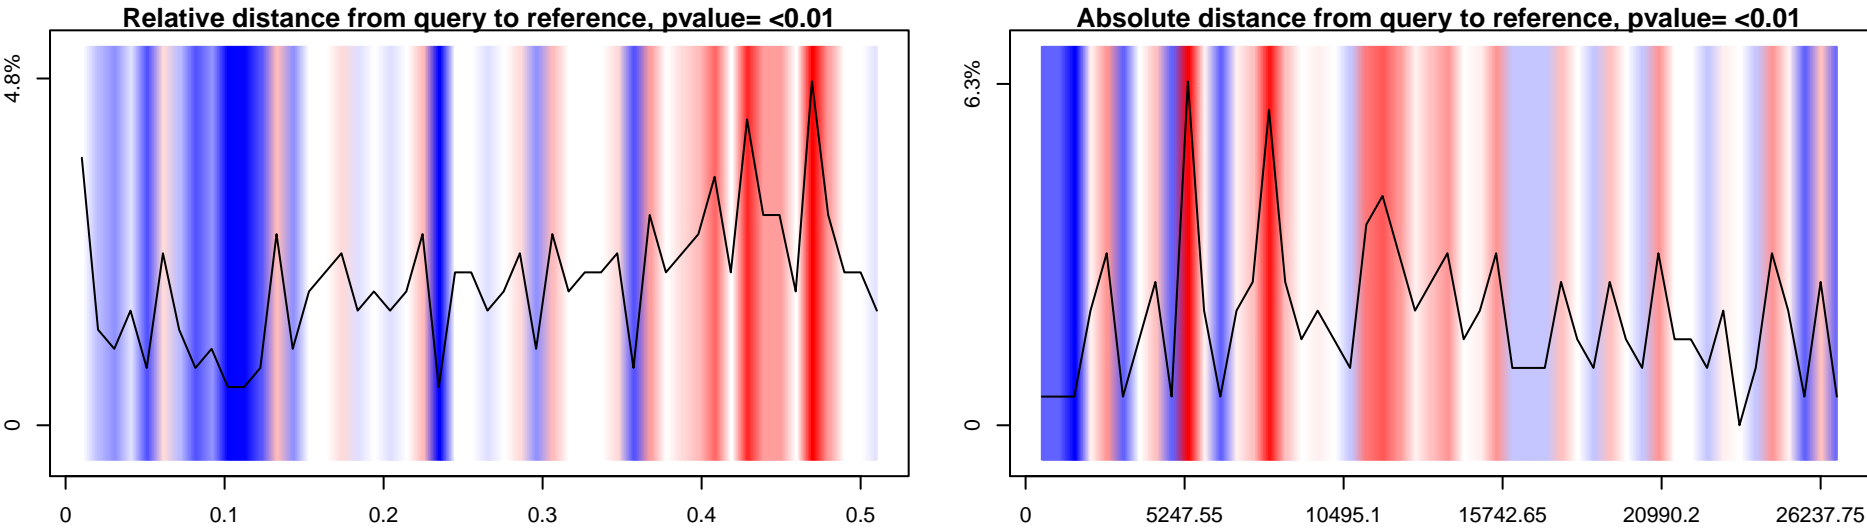 Relative distance from query to reference, pvalue= <0.01
4.8%
0
0 0.1 0.2 0.3 0.4 0.5
Absolute distance from query to reference, pvalue= <0.01
6.3%
0
0 5247.55 10495.1 15742.65 20990.2 26237.75